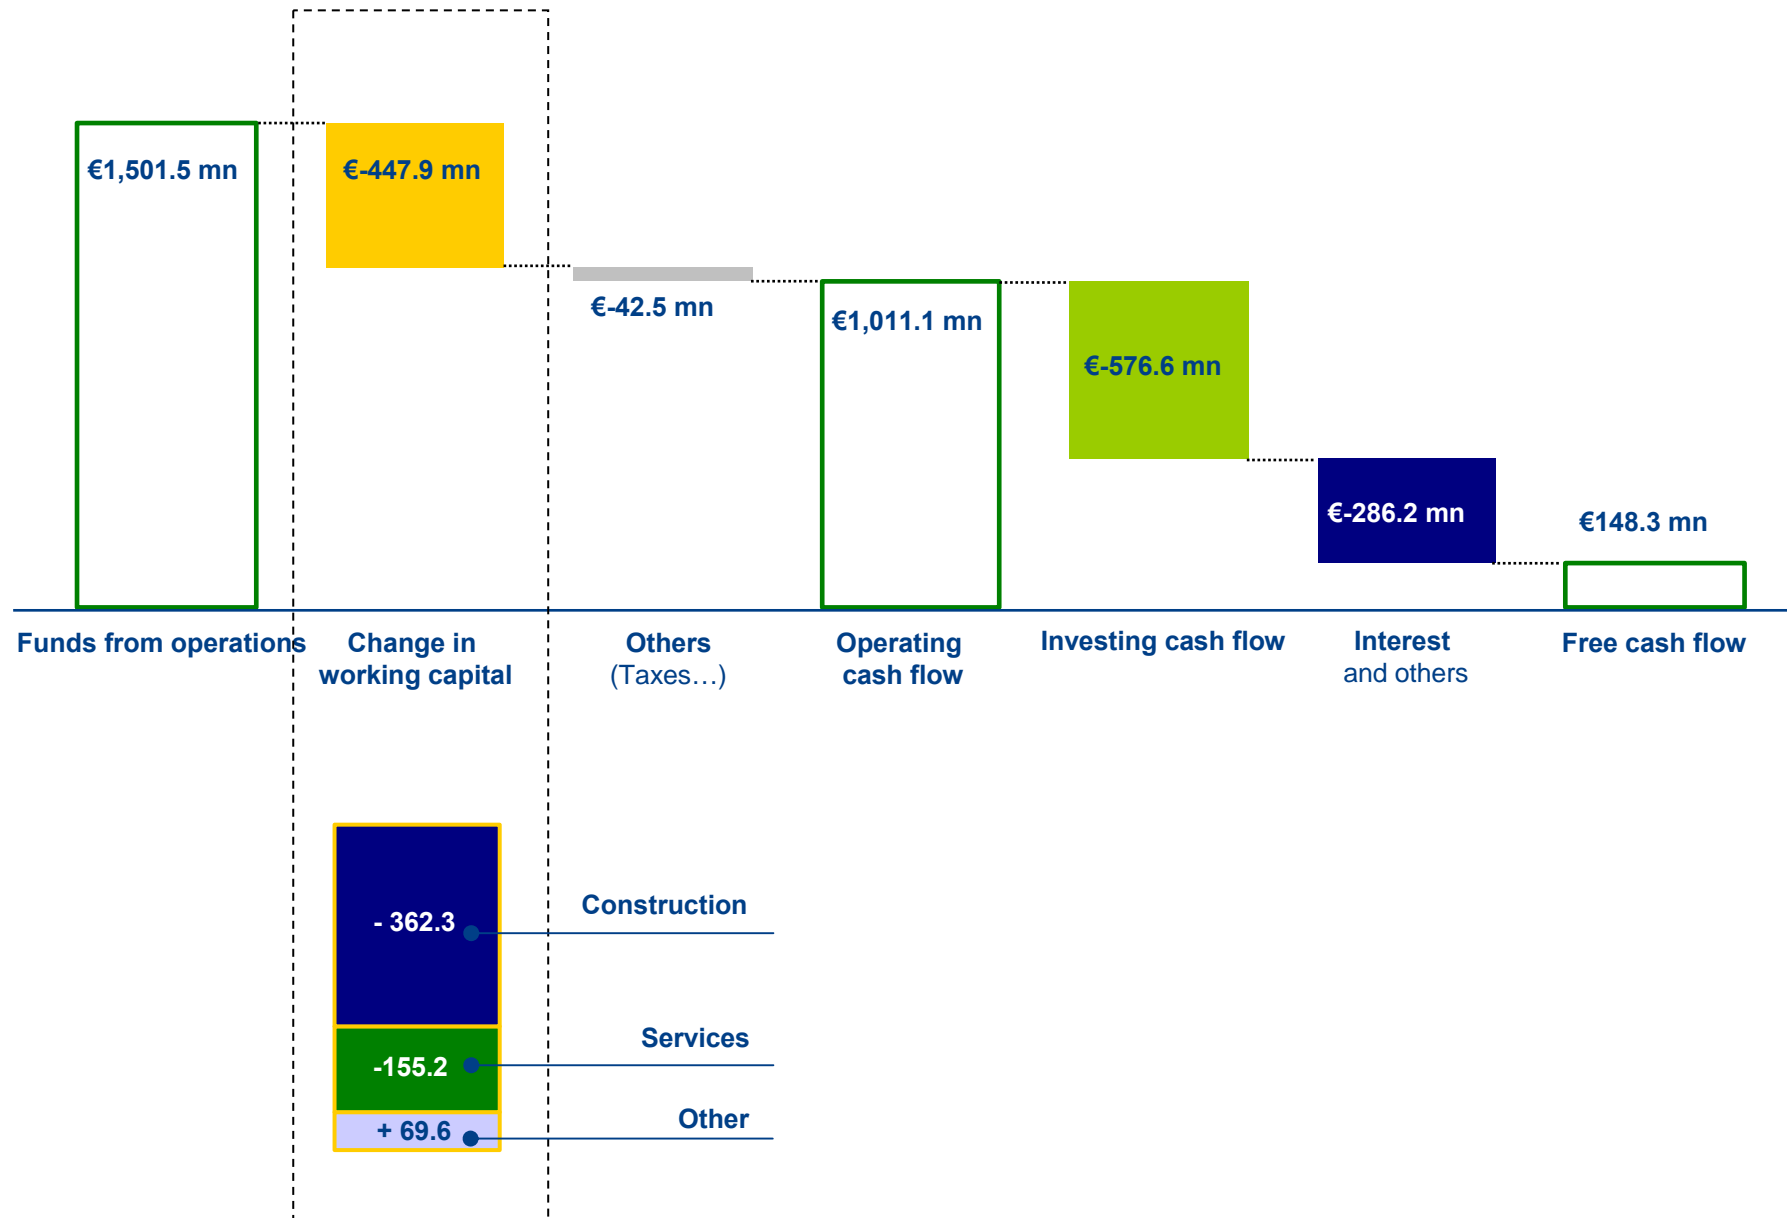 €1,501.5 mn
€-447.9 mn
€-42.5 mn
€1,011.1 mn
€-576.6 mn
€-286.2 mn
€148.3 mn
Funds from operations
Change in
working capital
Others
(Taxes…)
Operating
cash flow
Investing cash flow
Interest
and others
Free cash flow
- 362.3
Construction
-155.2
Services
+ 69.6
Other